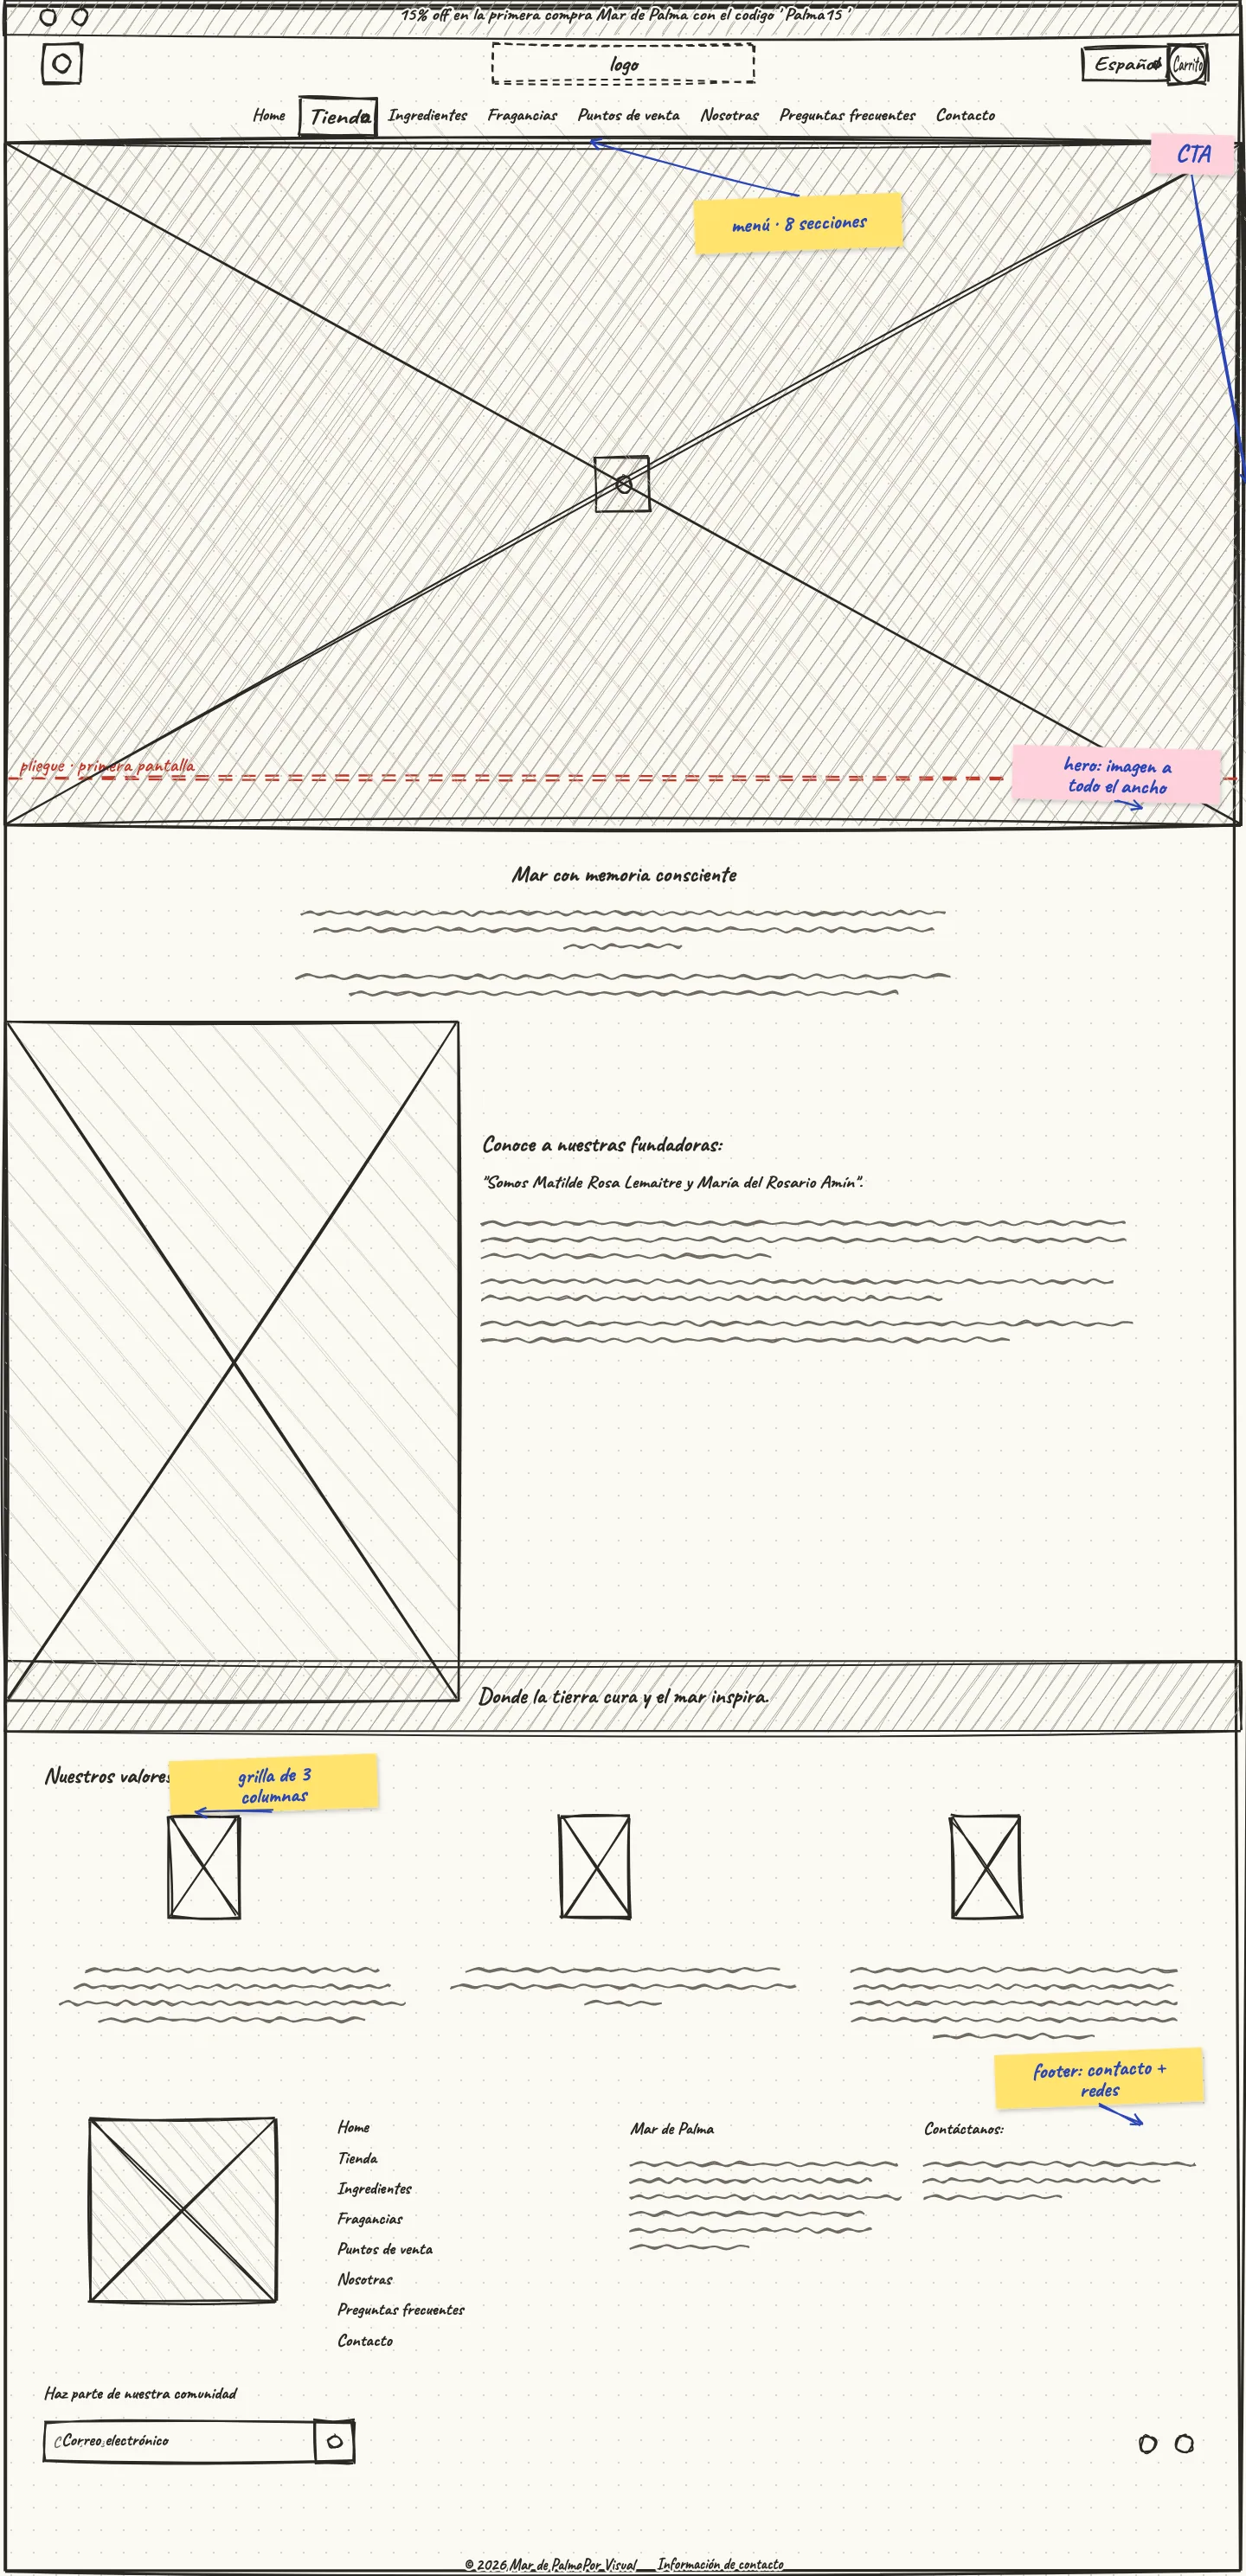 15% off en la primera compra Mar de Palma con el codigo ' Palma15 '
logo
Español
Carrito
Home Tienda Ingredientes Fragancias Puntos de venta Nosotras Preguntas frecuentes Contacto
CTA
menú · 8 secciones
pliegue · primera pantalla
hero: imagen a
todo el ancho
Mar con memoria consciente
Conoce a nuestras fundadoras:
"Somos Matilde Rosa Lemaitre y María del Rosario Amín".
Donde la tierra cura y el mar inspira.
Nuestros valores
grilla de 3
columnas
footer: contacto +
redes
Home
Tienda
Ingredientes
Fragancias
Puntos de venta
Nosotras
Preguntas frecuentes
Contacto
Mar de Palma
Contáctanos:
Haz parte de nuestra comunidad
Correo electrónico
© 2026 Mar de PalmaPor Visual Información de contacto